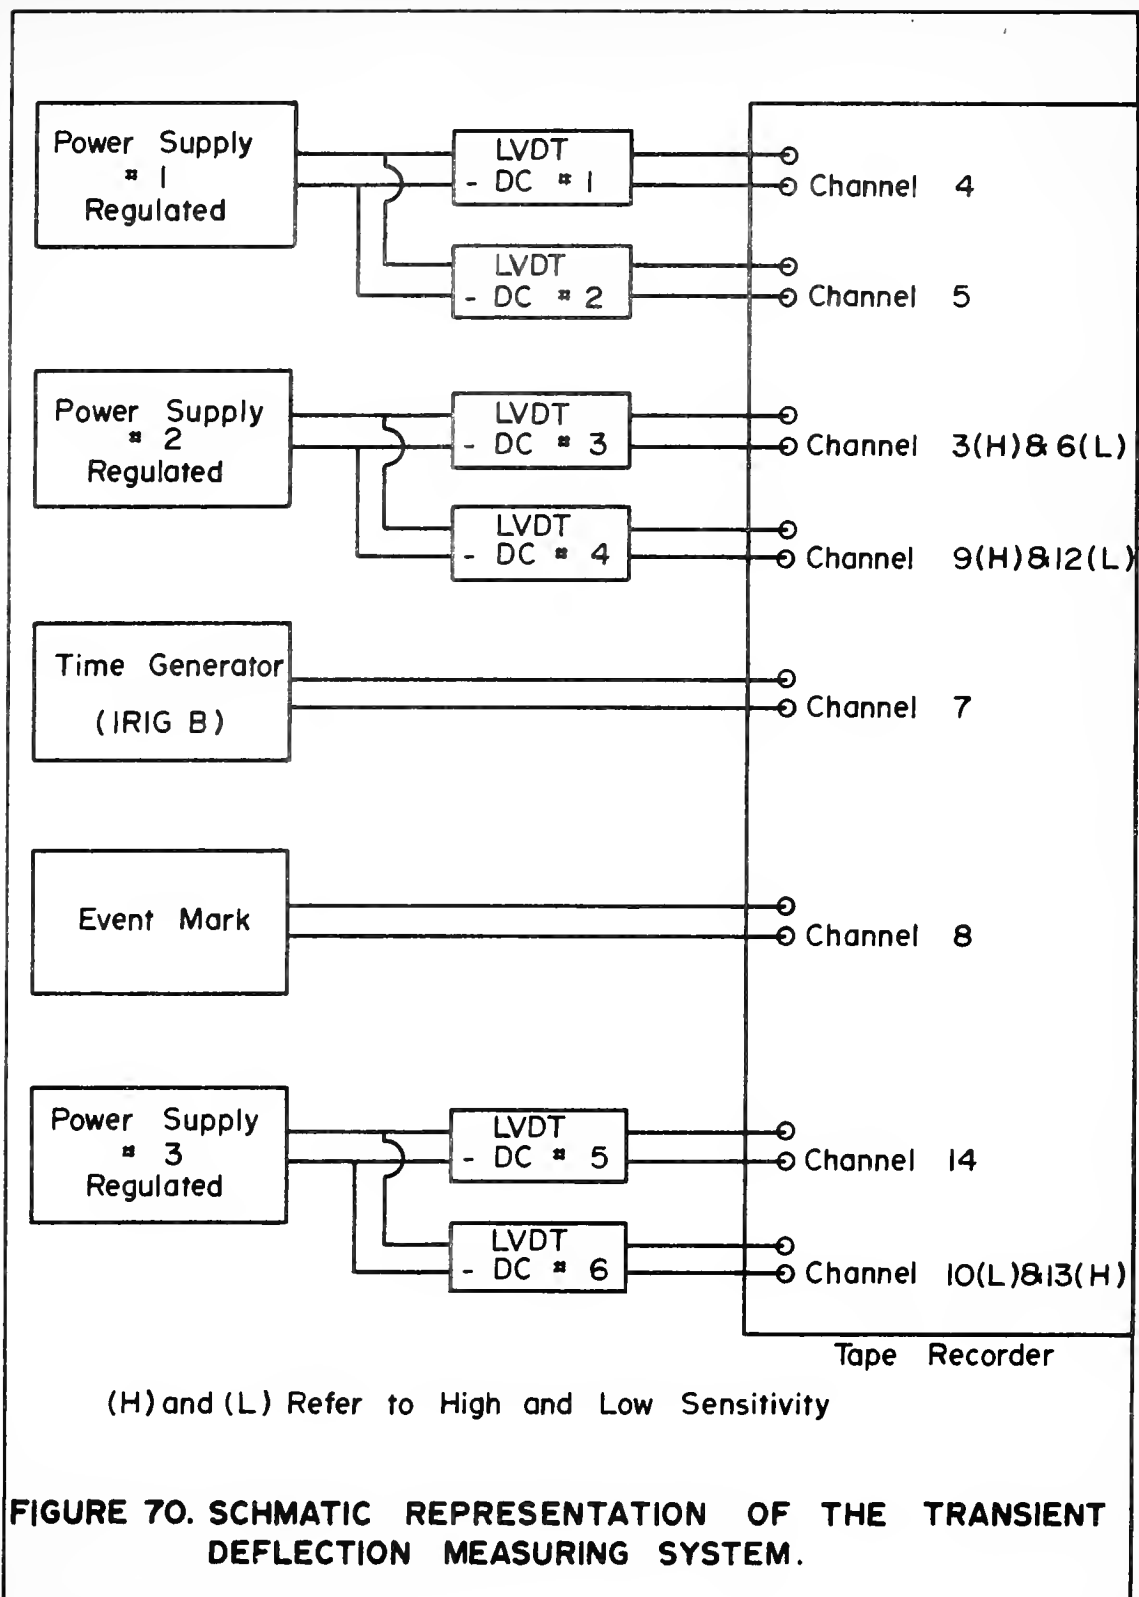 Power Supply
# 1
Regulated
LVDT
- DC # 1
Channel 4
LVDT
- DC # 2
Channel 5
Power Supply
# 2
Regulated
LVDT
- DC # 3
Channel 3(H)&6(L)
LVDT
- DC # 4
Channel 9(H)&12(L)
Time Generator
(IRIG B)
Channel 7
Event Mark
Channel 8
Power Supply
# 3
Regulated
LVDT
- DC # 5
Channel 14
LVDT
- DC # 6
Channel 10(L)&13(H)
Tape Recorder
(H) and (L) Refer to High and Low Sensitivity
FIGURE 70. SCHMATIC REPRESENTATION OF THE TRANSIENT
DEFLECTION MEASURING SYSTEM.